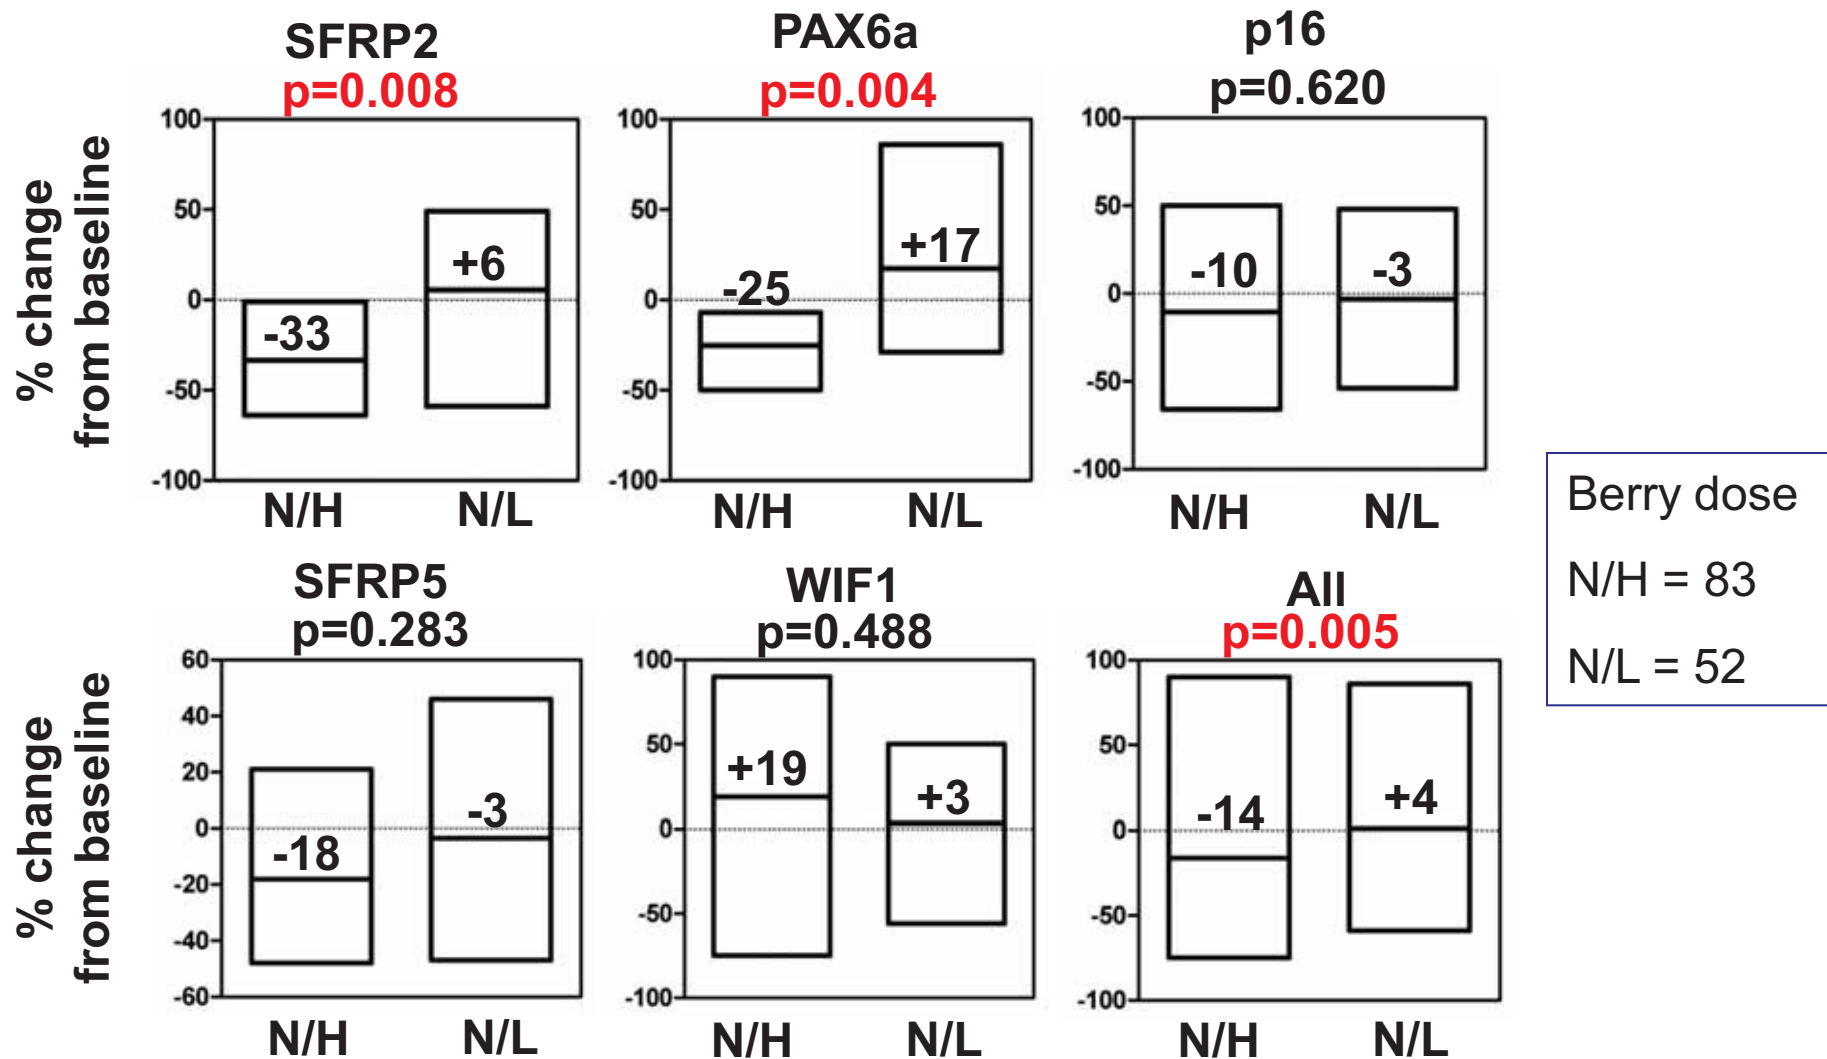 SFRP2
p=0.008
% change
from baseline
100
50
0
-50
-100
-33
+6
N/H
N/L
PAX6a
p=0.004
100
50
0
-50
-100
-25
+17
N/H
N/L
p16
p=0.620
100
50
0
-50
-100
-10
-3
N/H
N/L
SFRP5
p=0.283
% change
from baseline
60
40
20
0
-20
-40
-60
-18
-3
N/H
N/L
WIF1
p=0.488
100
50
0
-50
-100
+19
+3
N/H
N/L
All
p=0.005
100
50
0
-50
-100
-14
+4
N/H
N/L
Berry dose
N/H = 83
N/L = 52